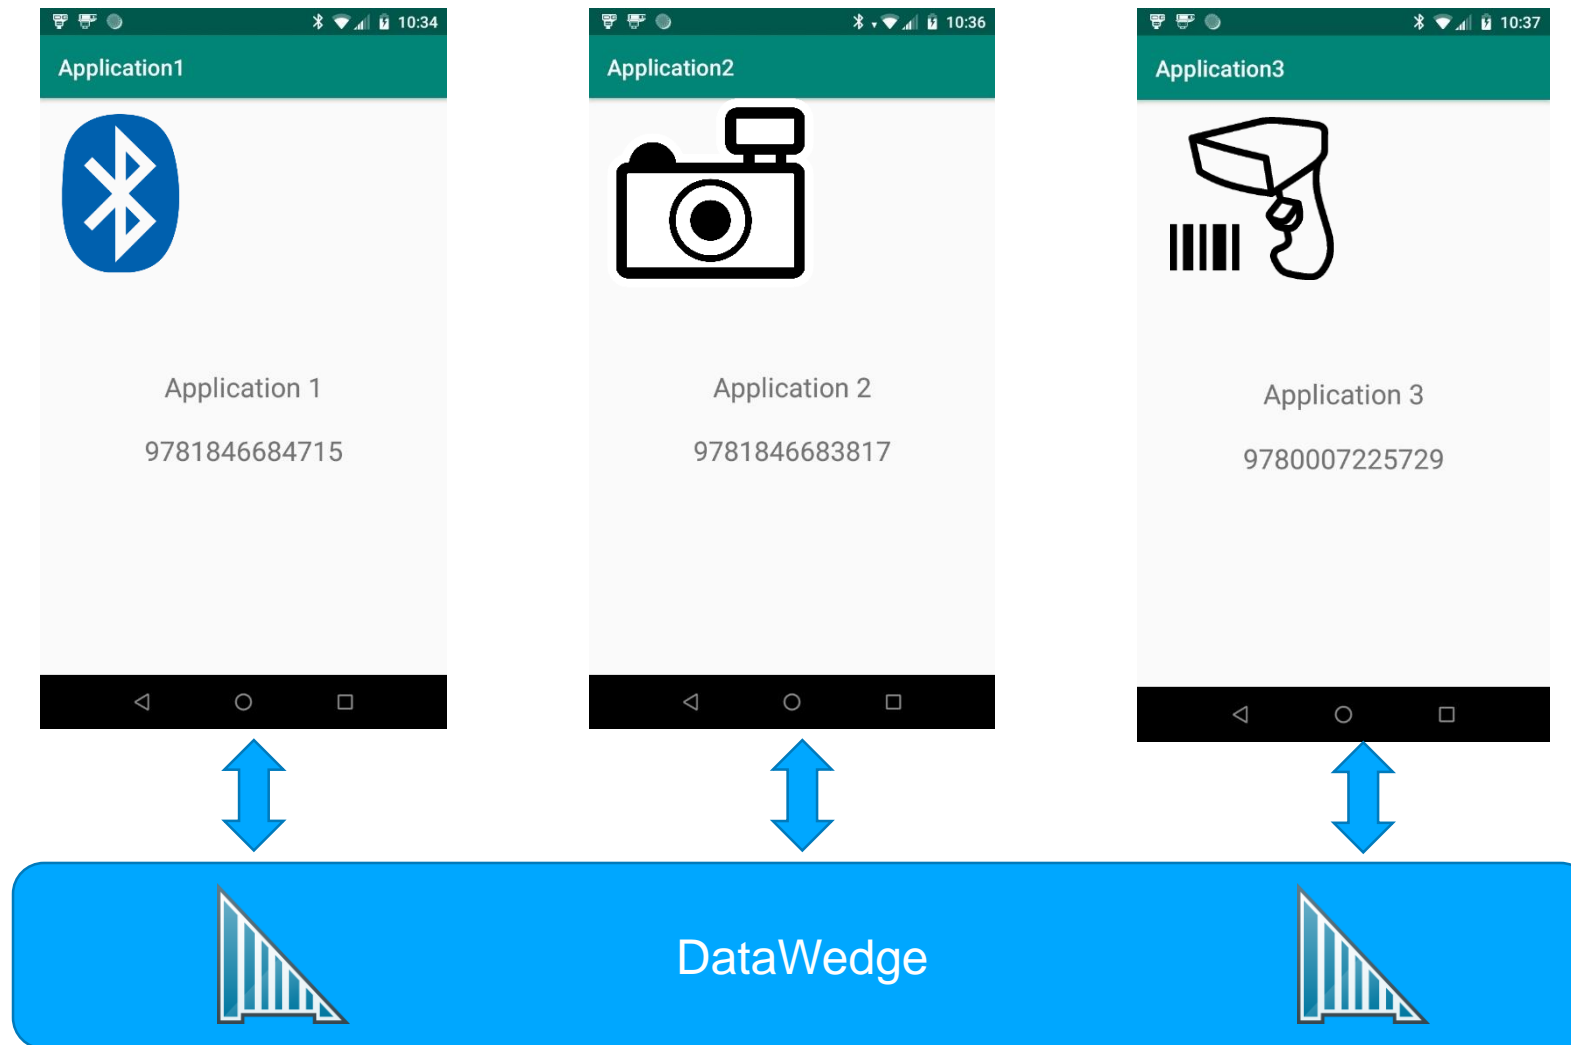 10:34
Application1
Application 1
9781846684715
10:36
Application2
Application 2
9781846683817
10:37
Application3
Application 3
9780007225729
DataWedge